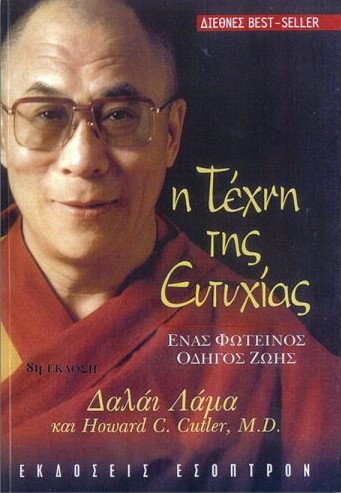 ΔΙΕΘΝΕΣ BEST-SELLER
η Τέχνη
της
Ευτυχίας
ΕΝΑΣ ΦΩΤΕΙΝΟΣ
ΟΔΗΓΟΣ ΖΩΗΣ
8η ΕΚΔΟΣΗ
Δαλάι Λάμα
και Howard C. Cutler, M.D.
ΕΚΔΟΣΕΙΣ ΕΣΟΠΤΡΟΝ